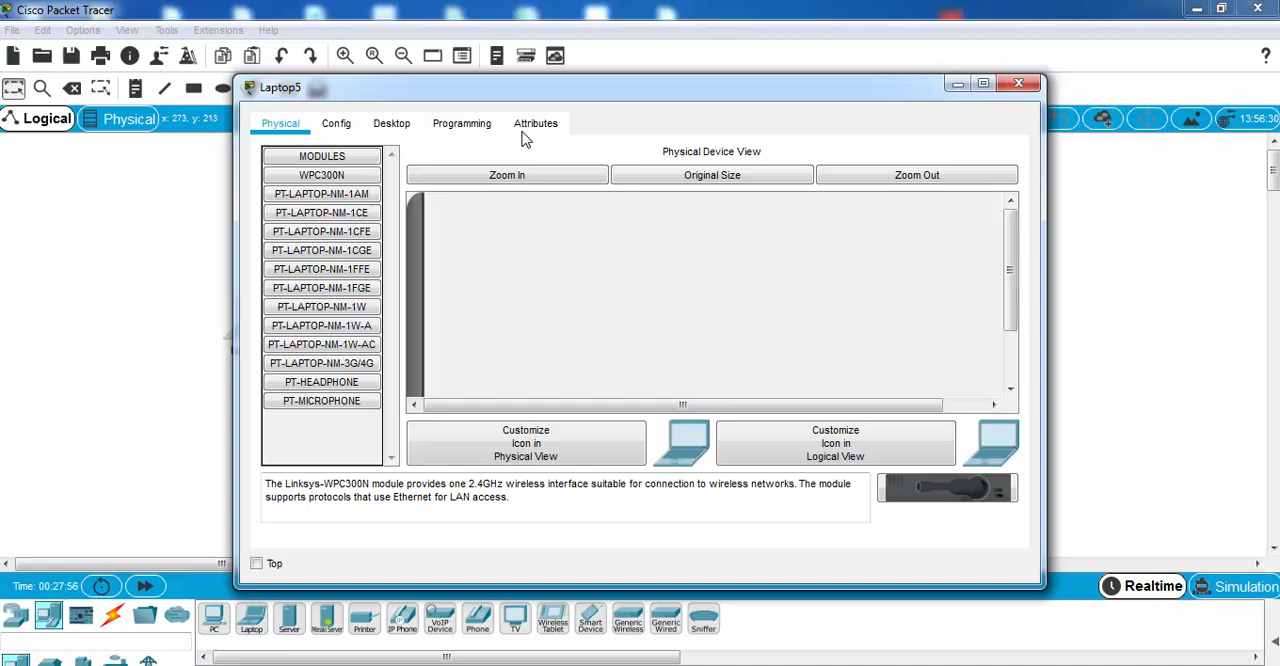 Cisco Packet Tracer
File Edit Options View Tools Extensions Help
?
Laptop5
Logical Physical x: 273, y: 213
13:56:30
Physical Config Desktop Programming Attributes
MODULES
WPC300N
PT-LAPTOP-NM-1AM
PT-LAPTOP-NM-1CE
PT-LAPTOP-NM-1CFE
PT-LAPTOP-NM-1CGE
PT-LAPTOP-NM-1FFE
PT-LAPTOP-NM-1FGE
PT-LAPTOP-NM-1W
PT-LAPTOP-NM-1W-A
PT-LAPTOP-NM-1W-AC
PT-LAPTOP-NM-3G/4G
PT-HEADPHONE
PT-MICROPHONE
Physical Device View
Zoom In Original Size Zoom Out
Customize
Icon in
Physical View
Customize
Icon in
Logical View
The Linksys-WPC300N module provides one 2.4GHz wireless interface suitable for connection to wireless networks. The module
supports protocols that use Ethernet for LAN access.
Top
Time: 00:27:56
Realtime Simulation
PC Laptop Server Meraki Server Printer IP Phone VoIP Device Phone TV Wireless Tablet Smart Device Generic Wireless Generic Wired Sniffer